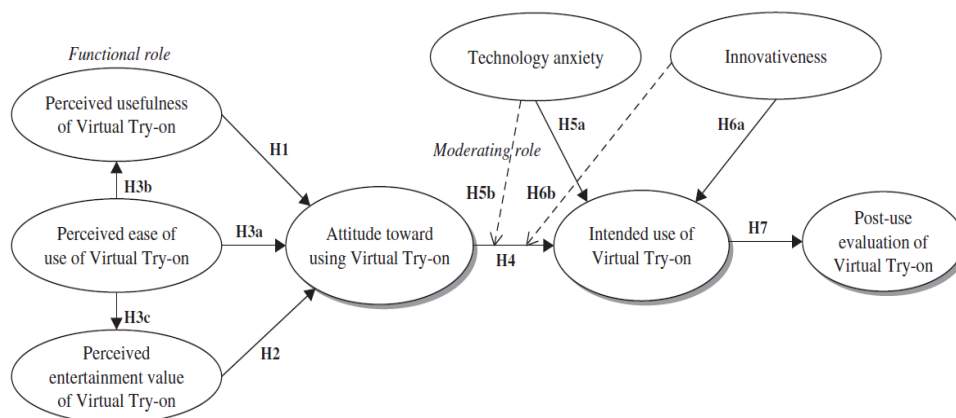 Functional role
Technology anxiety
Innovativeness
Perceived usefulness
of Virtual Try-on
H1
H5a
H6a
Moderating role
H3b
H5b
H6b
Perceived ease of
use of Virtual Try-on
H3a
Attitude toward
using Virtual Try-on
H4
Intended use of
Virtual Try-on
H7
Post-use
evaluation of
Virtual Try-on
H3c
Perceived
entertainment value
of Virtual Try-on
H2